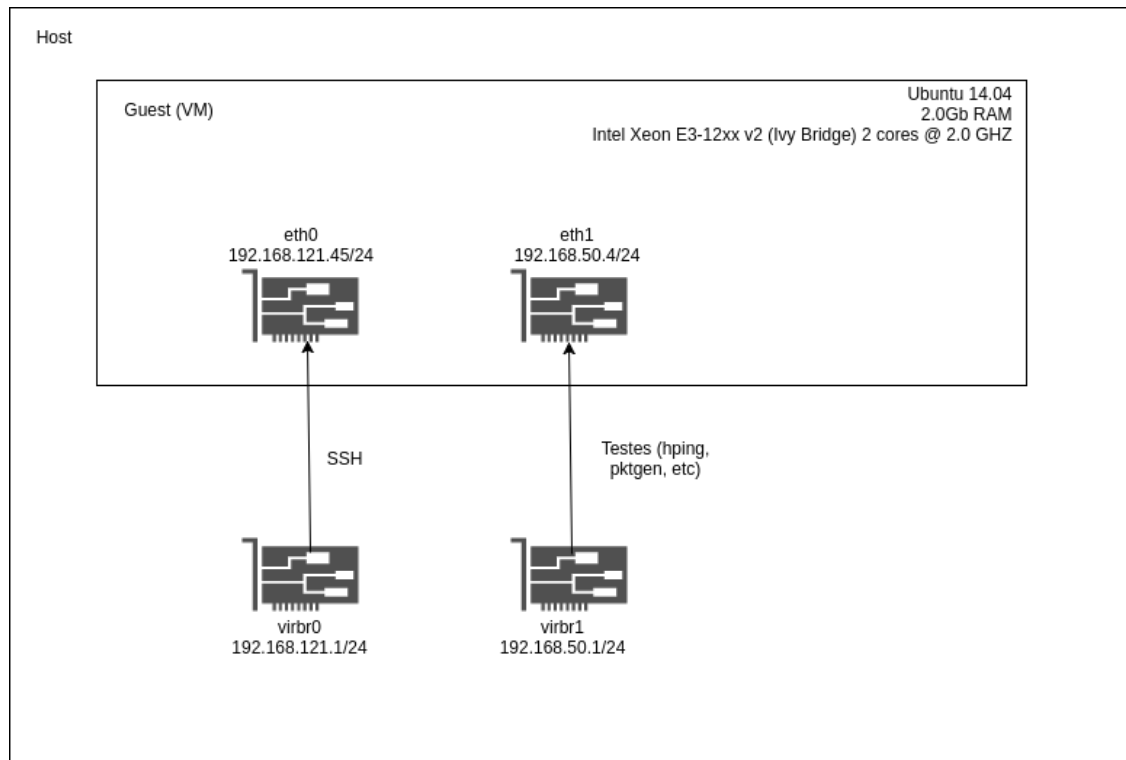 Host
Guest (VM)
Ubuntu 14.04
2.0Gb RAM
Intel Xeon E3-12xx v2 (Ivy Bridge) 2 cores @ 2.0 GHZ
eth0
192.168.121.45/24
eth1
192.168.50.4/24
SSH
Testes (hping,
pktgen, etc)
virbr0
192.168.121.1/24
virbr1
192.168.50.1/24